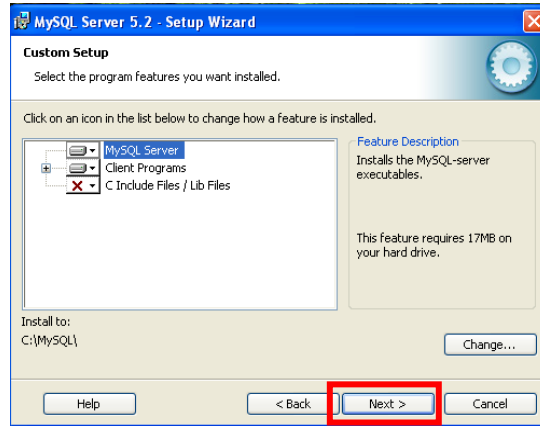 MySQL Server 5.2 - Setup Wizard
Custom Setup
Select the program features you want installed.
Click on an icon in the list below to change how a feature is installed.
MySQL Server
Client Programs
C Include Files / Lib Files
Feature Description
Installs the MySQL-server
executables.
This feature requires 17MB on
your hard drive.
Install to:
C:\MySQL\
Change...
Help
< Back
Next >
Cancel